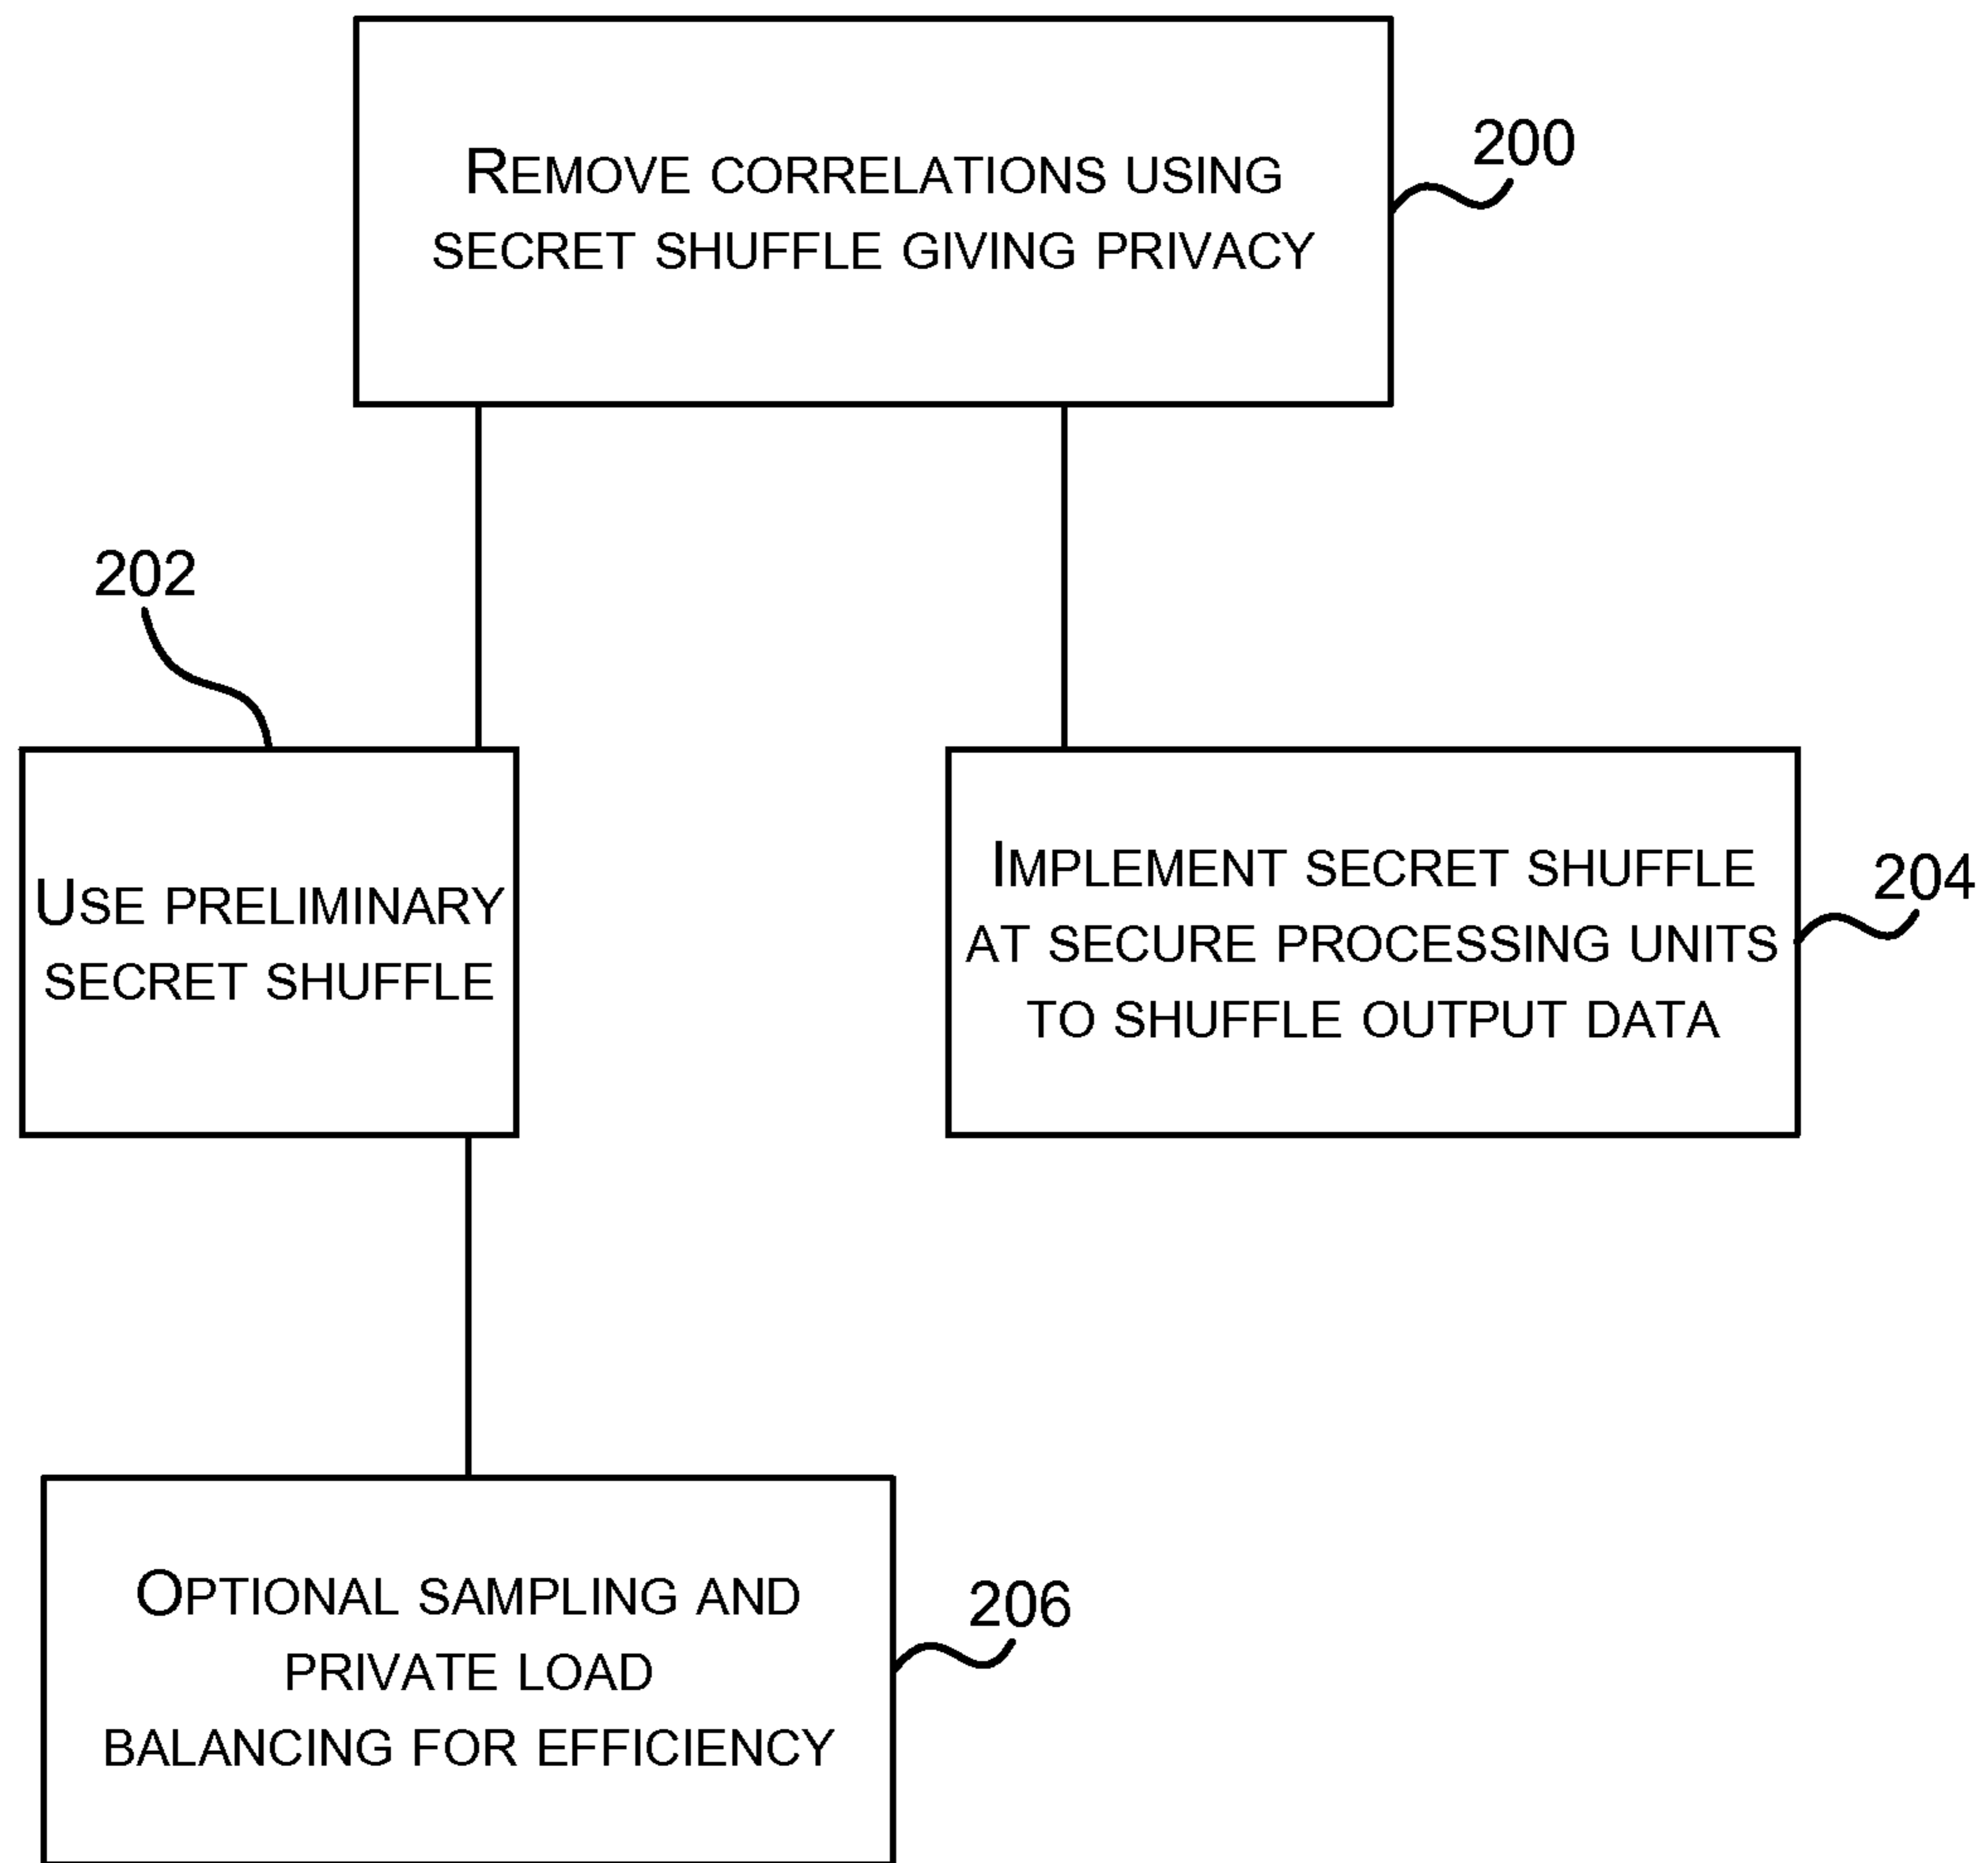 REMOVE CORRELATIONS USING
SECRET SHUFFLE GIVING PRIVACY
200
202
USE PRELIMINARY
SECRET SHUFFLE
IMPLEMENT SECRET SHUFFLE
AT SECURE PROCESSING UNITS
TO SHUFFLE OUTPUT DATA
204
OPTIONAL SAMPLING AND
PRIVATE LOAD
BALANCING FOR EFFICIENCY
206